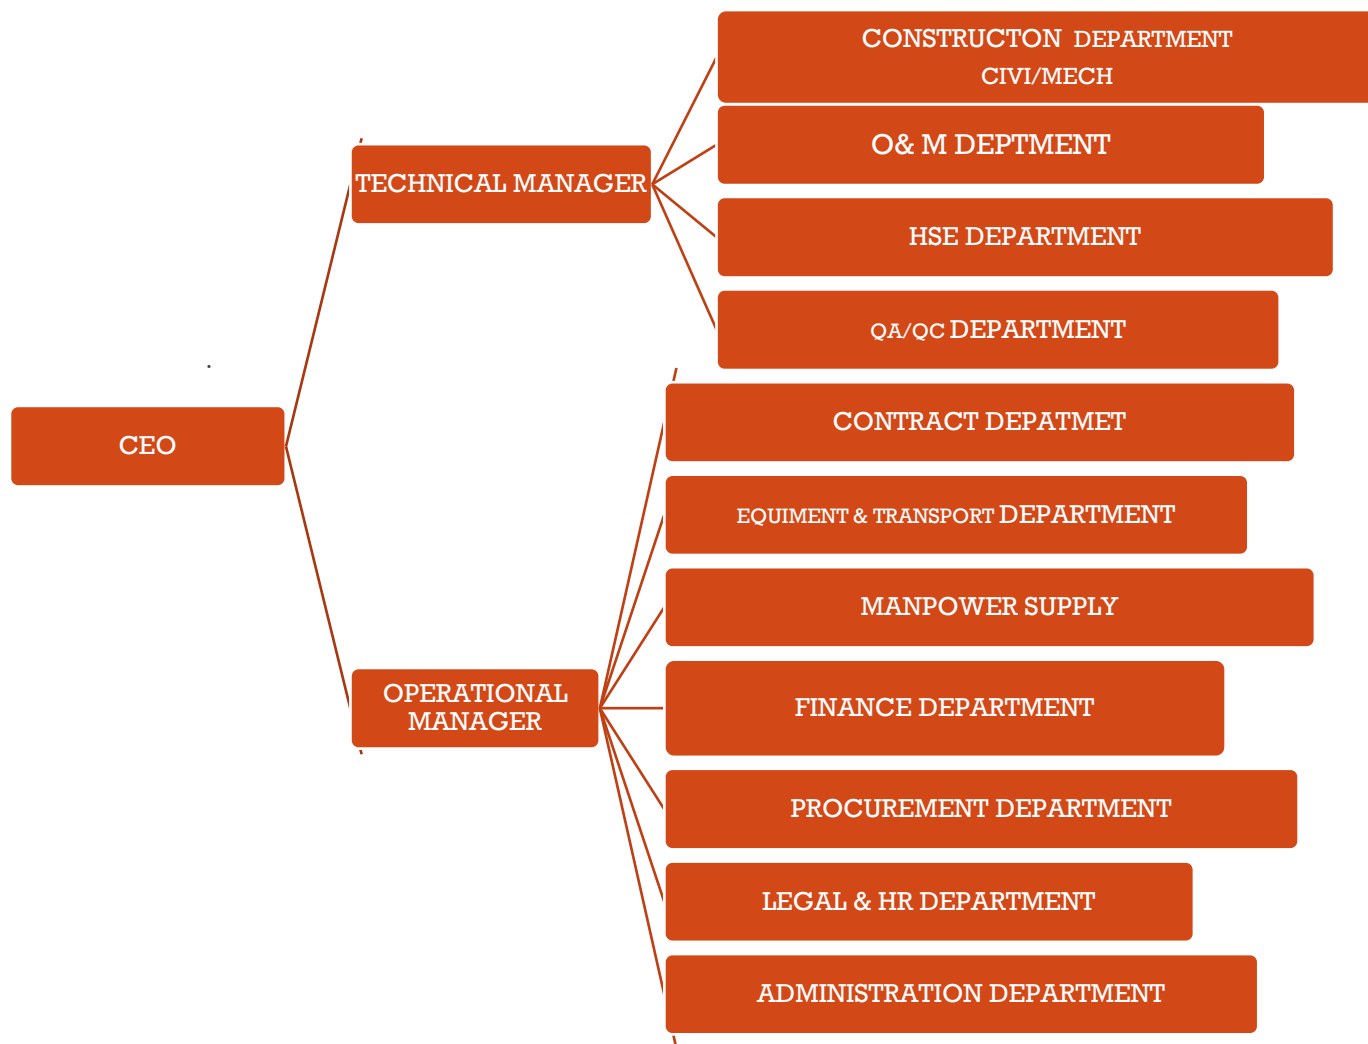 CONSTRUCTON DEPARTMENT
CIVI/MECH
O& M DEPTMENT
TECHNICAL MANAGER
HSE DEPARTMENT
QA/QC DEPARTMENT
.
CONTRACT DEPATMET
CEO
EQUIMENT & TRANSPORT DEPARTMENT
MANPOWER SUPPLY
OPERATIONAL
MANAGER
FINANCE DEPARTMENT
PROCUREMENT DEPARTMENT
LEGAL & HR DEPARTMENT
ADMINISTRATION DEPARTMENT